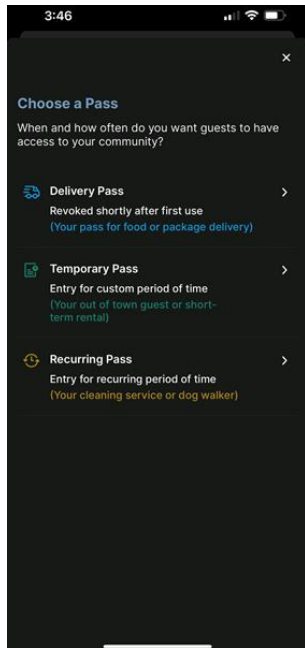 3:46
Choose a Pass
When and how often do you want guests to have
access to your community?
Delivery Pass
Revoked shortly after first use
(Your pass for food or package delivery)
Temporary Pass
Entry for custom period of time
(Your out of town guest or short-
term rental)
Recurring Pass
Entry for recurring period of time
(Your cleaning service or dog walker)